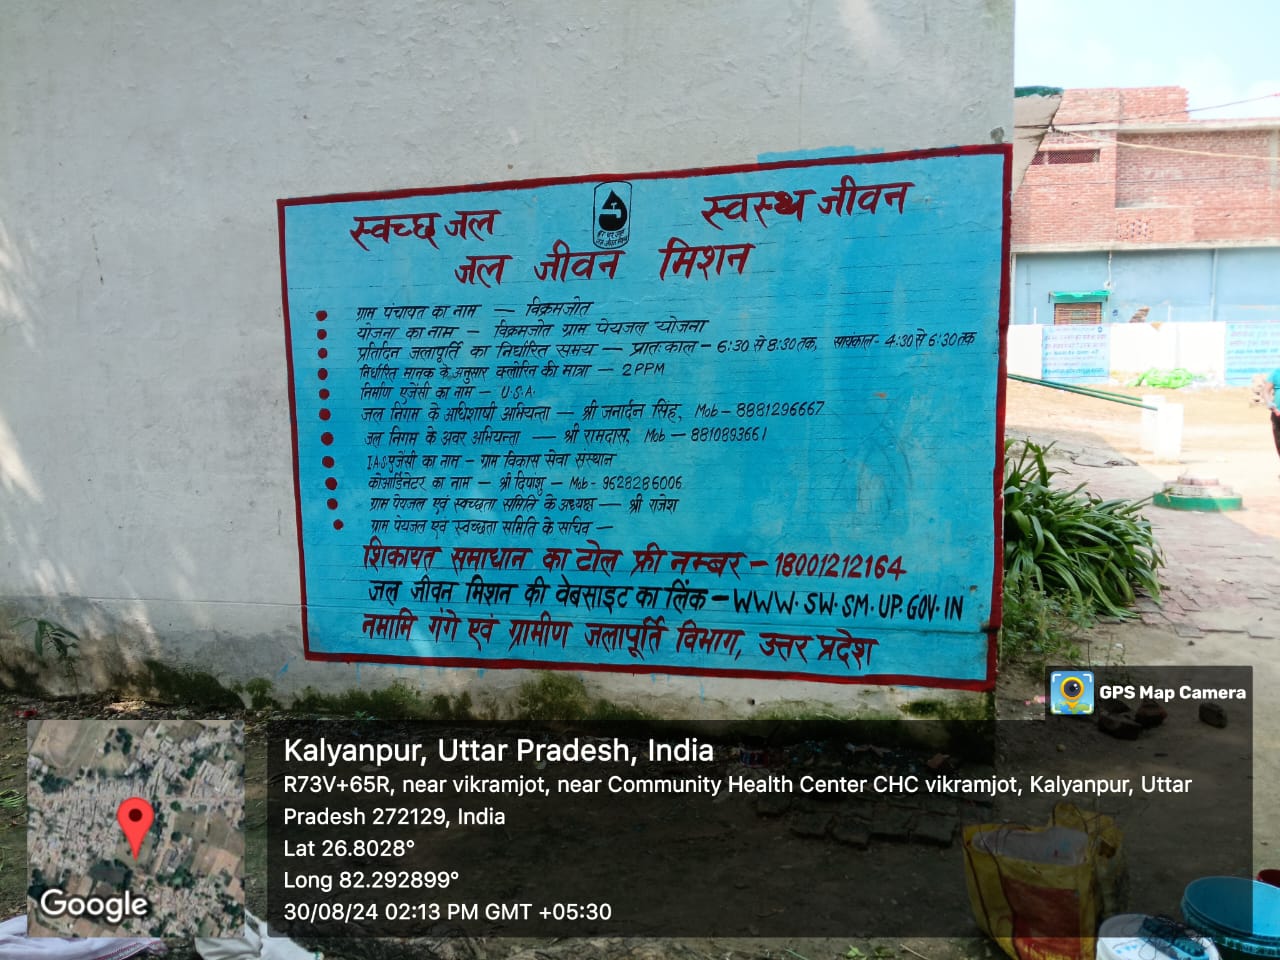 स्वच्छ जल स्वस्थ जीवन
जल जीवन मिशन
ग्राम पंचायत का नाम — विक्रमजोत
योजना का नाम — विक्रमजोत ग्राम पेयजल योजना
प्रतिदिन जलापूर्ति का निर्धारित समय — प्रातःकाल - 6:30 से 8:30 तक, सायंकाल - 4:30 से 6:30 तक
निर्धारित मानक के अनुसार क्लोरिन की मात्रा — 2 PPM
निर्माण एजेंसी का नाम — U.S.A.
जल निगम के अधिशाषी अभियन्ता — श्री जनार्दन सिंह, Mob - 8881296667
जल निगम के अवर अभियन्ता — श्री रामदास, Mob — 8810893661
I.A.S एजेंसी का नाम - ग्राम विकास सेवा संस्थान
कोआर्डिनेटर का नाम — श्री दिपाशु — Mob - 9628286006
ग्राम पेयजल एवं स्वच्छता समिति के अध्यक्ष — श्री राजेश
ग्राम पेयजल एवं स्वच्छता समिति के सचिव —
शिकायत समाधान का टोल फ्री नम्बर - 18001212164
जल जीवन मिशन की वेबसाइट का लिंक - WWW.SW.SM.UP.GOV.IN
नमामि गंगे एवं ग्रामीण जलापूर्ति विभाग, उत्तर प्रदेश
GPS Map Camera
Kalyanpur, Uttar Pradesh, India
R73V+65R, near vikramjot, near Community Health Center CHC vikramjot, Kalyanpur, Uttar
Pradesh 272129, India
Lat 26.8028°
Long 82.292899°
30/08/24 02:13 PM GMT +05:30
Google